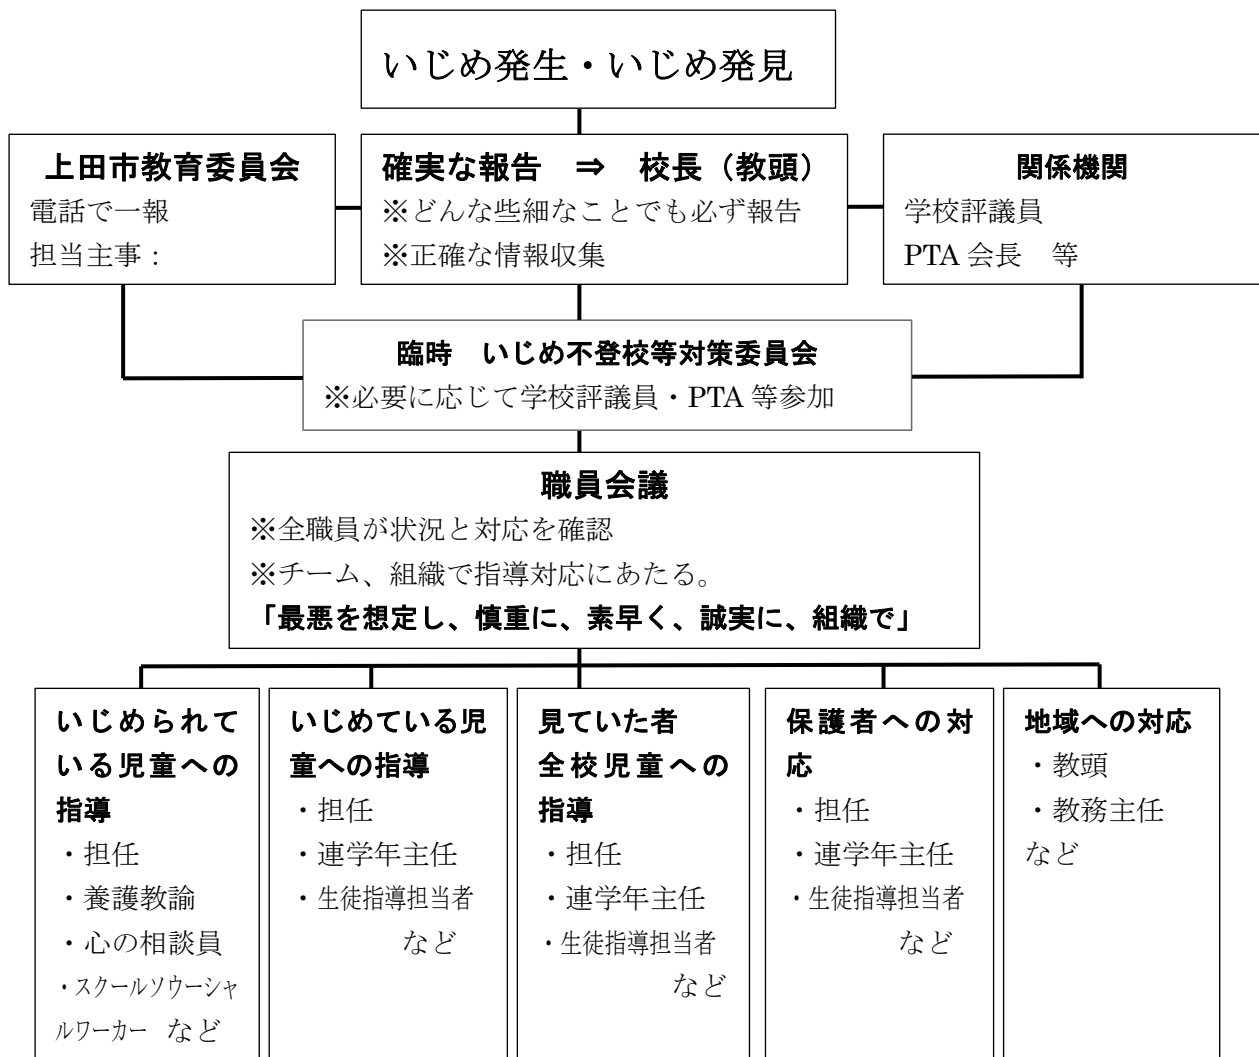 いじめ発生・いじめ発見
上田市教育委員会
電話で一報
担当主事：
確実な報告　⇒　校長（教頭）
※どんな些細なことでも必ず報告
※正確な情報収集
関係機関
学校評議員
PTA 会長　等
臨時　いじめ不登校等対策委員会
※必要に応じて学校評議員・PTA 等参加
職員会議
※全職員が状況と対応を確認
※チーム、組織で指導対応にあたる。
「最悪を想定し、慎重に、素早く、誠実に、組織で」
いじめられて
いる児童への
指導
・担任
・養護教諭
・心の相談員
・スクールソウーシャ
ルワーカー　など
いじめている児
童への指導
・担任
・連学年主任
・生徒指導担当者
など
見ていた者
全校児童への
指導
・担任
・連学年主任
・生徒指導担当者
など
保護者への対
応
・担任
・連学年主任
・生徒指導担当者
など
地域への対応
・教頭
・教務主任
など